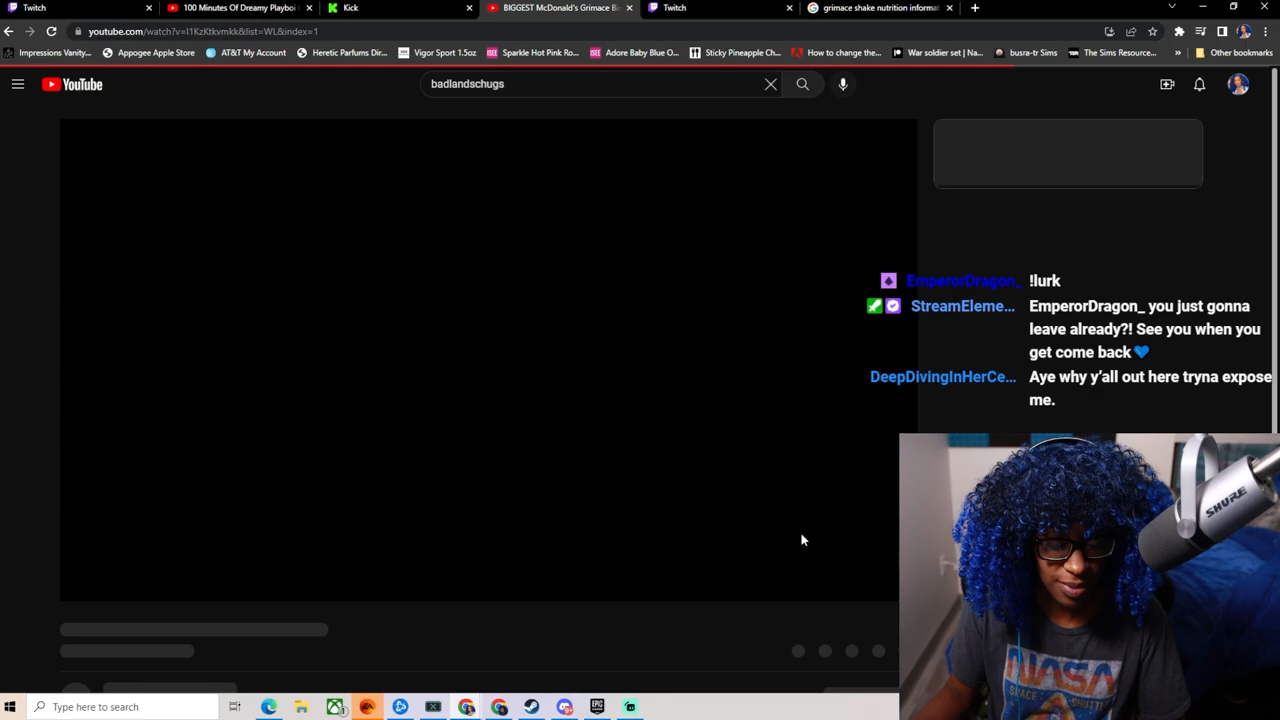 Twitch
100 Minutes Of Dreamy Playboi
Kick
BIGGEST McDonald's Grimace Bi
Twitch
grimace shake nutrition informat
youtube.com/watch?v=I1KzKtkvmkk&list=WL&index=1
Impressions Vanity...
Appogee Apple Store
AT&T My Account
Heretic Parfums Dir...
Vigor Sport 1.5oz
Sparkle Hot Pink Ro...
Adore Baby Blue O...
Sticky Pineapple Ch...
How to change the...
War soldier set | Na...
busra-tr Sims
The Sims Resource...
»
Other bookmarks
YouTube
badlandschugs
EmperorDragon_ !lurk
StreamEleme... EmperorDragon_ you just gonna
leave already?! See you when you
get come back💙
DeepDivingInHerCe... Aye why y'all out here tryna expose
me.
SHURE
NASA
SPACE SHUTTLE
Type here to search